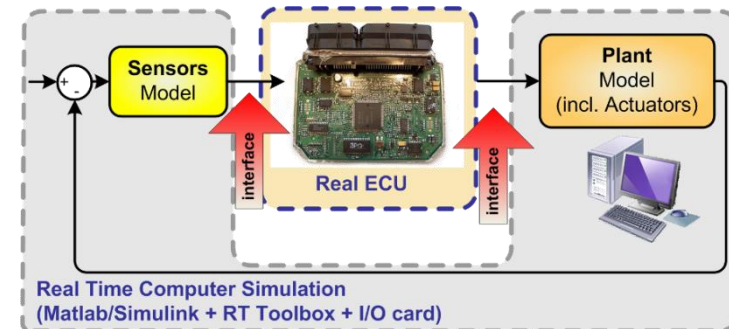 +
-
Sensors
Model
interface
Real ECU
interface
Plant
Model
(incl. Actuators)
Real Time Computer Simulation
(Matlab/Simulink + RT Toolbox + I/O card)